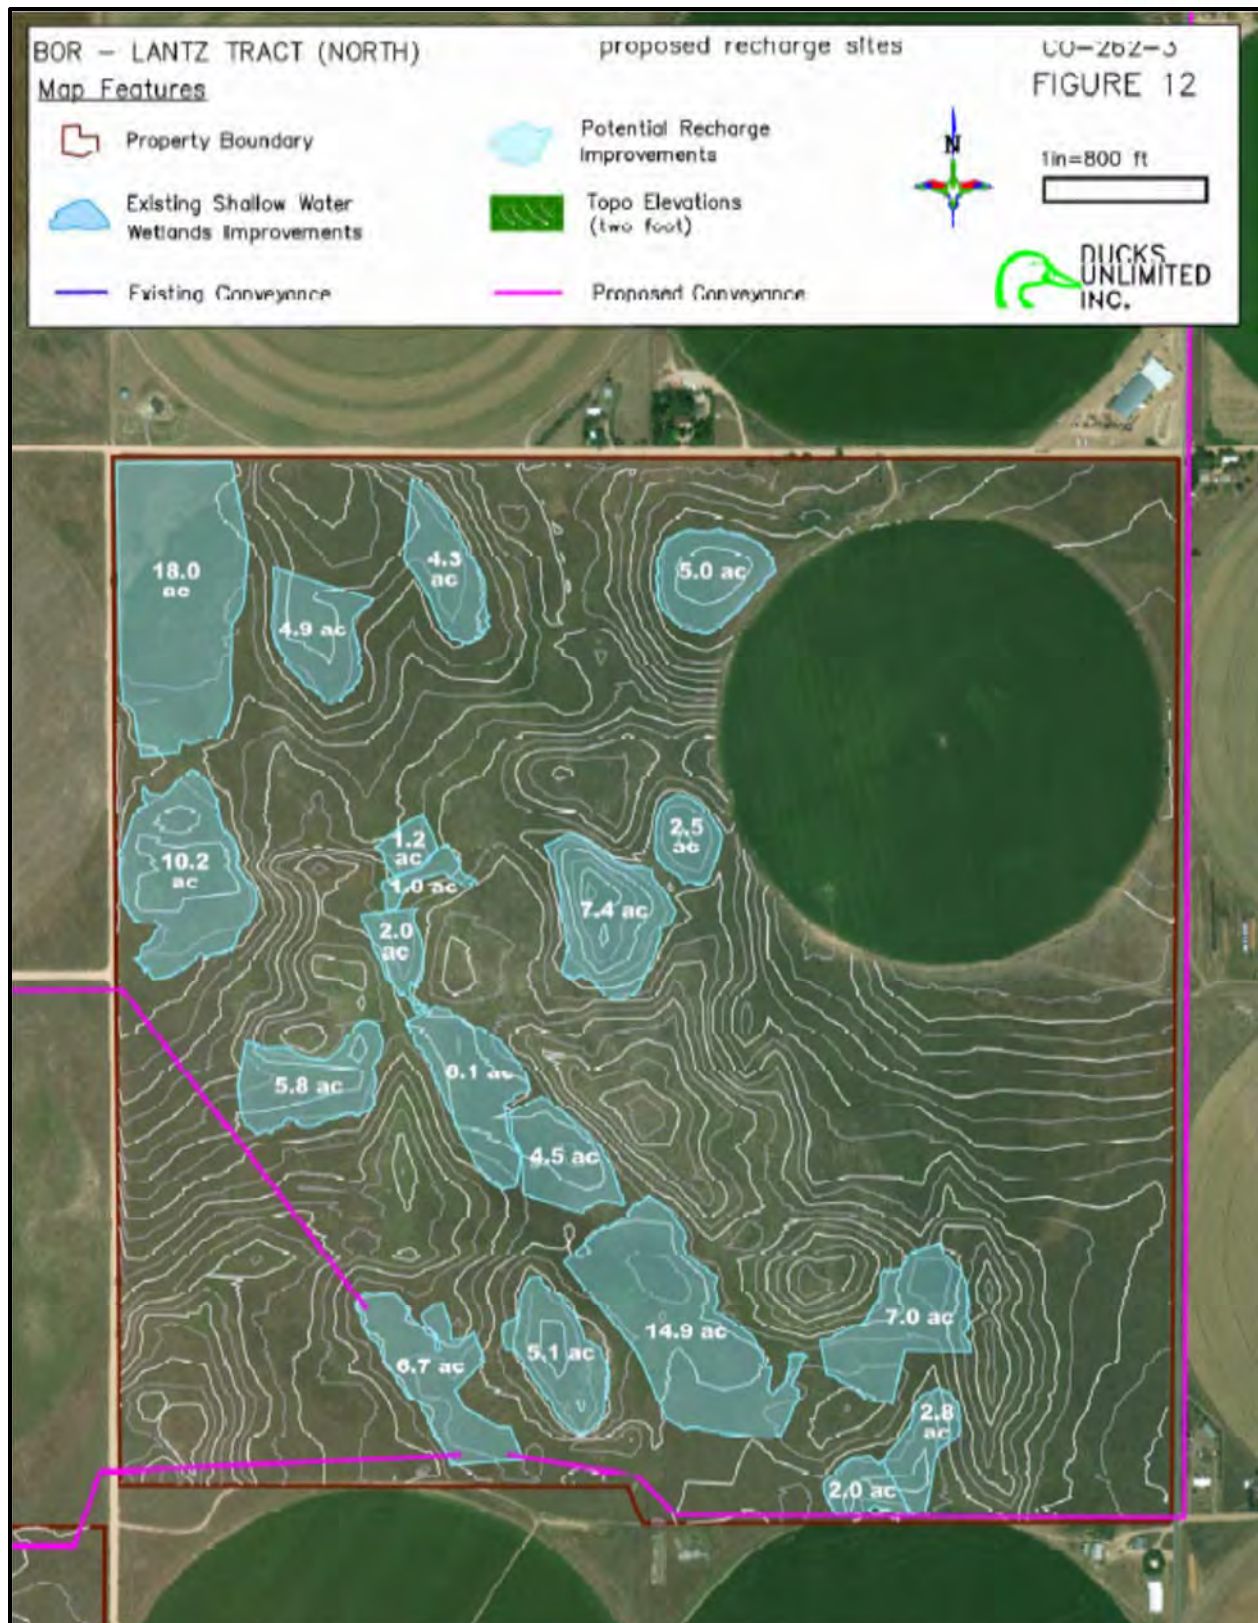 BOR – LANTZ TRACT (NORTH)
proposed recharge sites
CO-262-3
Map Features
FIGURE 12
Property Boundary
Potential Recharge
Improvements
N
1in=800 ft
Existing Shallow Water
Wetlands Improvements
Topo Elevations
(two foot)
DUCKS
UNLIMITED
INC.
Existing Conveyance
Proposed Conveyance
18.0
ac
4.3
ac
5.0 ac
4.9 ac
10.2
ac
1.2
ac
2.5
ac
1.0 ac
7.4 ac
2.0
ac
5.8 ac
4.5 ac
14.9 ac
7.0 ac
5.1 ac
6.7 ac
2.8
ac
2.0 ac